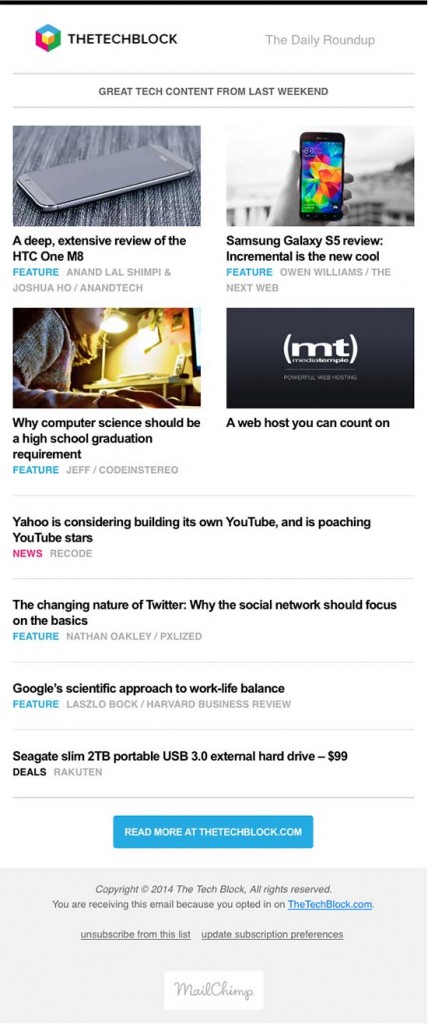 THETECHBLOCK
The Daily Roundup
GREAT TECH CONTENT FROM LAST WEEKEND
A deep, extensive review of the
HTC One M8
FEATURE ANAND LAL SHIMPI &
JOSHUA HO / ANANDTECH
Samsung Galaxy S5 review:
Incremental is the new cool
FEATURE OWEN WILLIAMS / THE
NEXT WEB
Why computer science should be
a high school graduation
requirement
FEATURE JEFF / CODEINSTEREO
(mt)
mediatemple
POWERFUL WEB HOSTING
A web host you can count on
Yahoo is considering building its own YouTube, and is poaching
YouTube stars
NEWS RECODE
The changing nature of Twitter: Why the social network should focus
on the basics
FEATURE NATHAN OAKLEY / PXLIZED
Google's scientific approach to work-life balance
FEATURE LASZLO BOCK / HARVARD BUSINESS REVIEW
Seagate slim 2TB portable USB 3.0 external hard drive – $99
DEALS RAKUTEN
READ MORE AT THETECHBLOCK.COM
Copyright © 2014 The Tech Block, All rights reserved.
You are receiving this email because you opted in on TheTechBlock.com.
unsubscribe from this list update subscription preferences
MailChimp